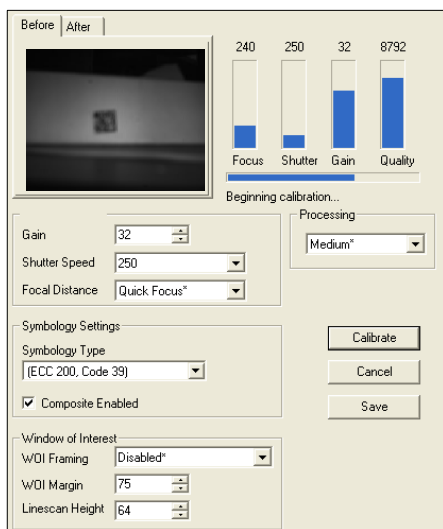 Before After
240 250 32 8792
Focus Shutter Gain Quality
Beginning calibration...
Gain 32
Shutter Speed 250
Focal Distance Quick Focus*
Processing
Medium*
Symbology Settings
Symbology Type
(ECC 200, Code 39)
Composite Enabled
Calibrate
Cancel
Save
Window of Interest
WOI Framing Disabled*
WOI Margin 75
Linescan Height 64